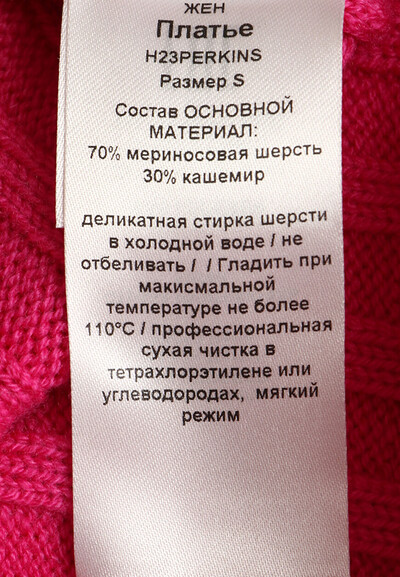 ЖЕН
Платье
H23PERKINS
Размер S
Состав ОСНОВНОЙ
МАТЕРИАЛ:
70% мериносовая шерсть
30% кашемир
деликатная стирка шерсти
в холодной воде / не
отбеливать / / Гладить при
макисмальной
температуре не более
110°C / профессиональная
сухая чистка в
тетрахлорэтилене или
углеводородах, мягкий
режим